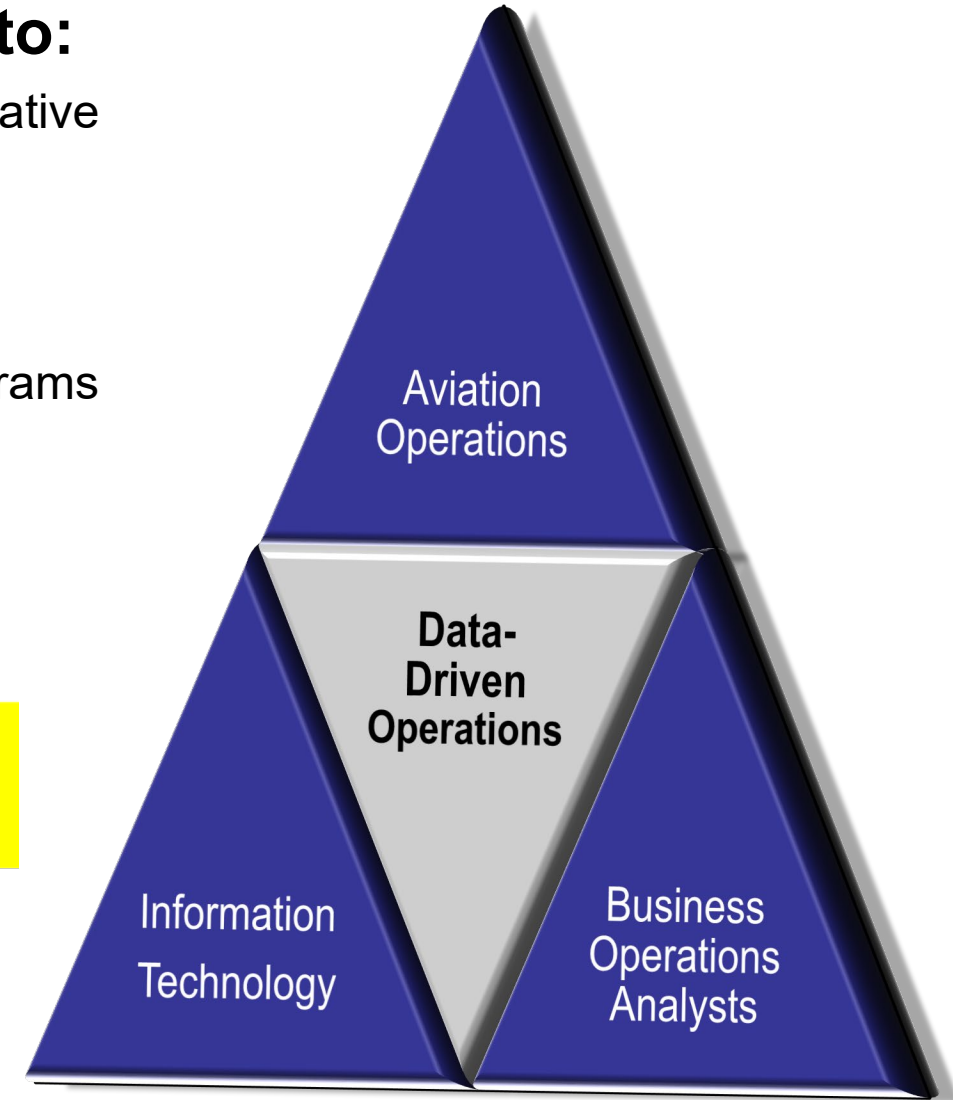 to:
ative
rams
Aviation
Operations
Data-
Driven
Operations
Information
Technology
Business
Operations
Analysts